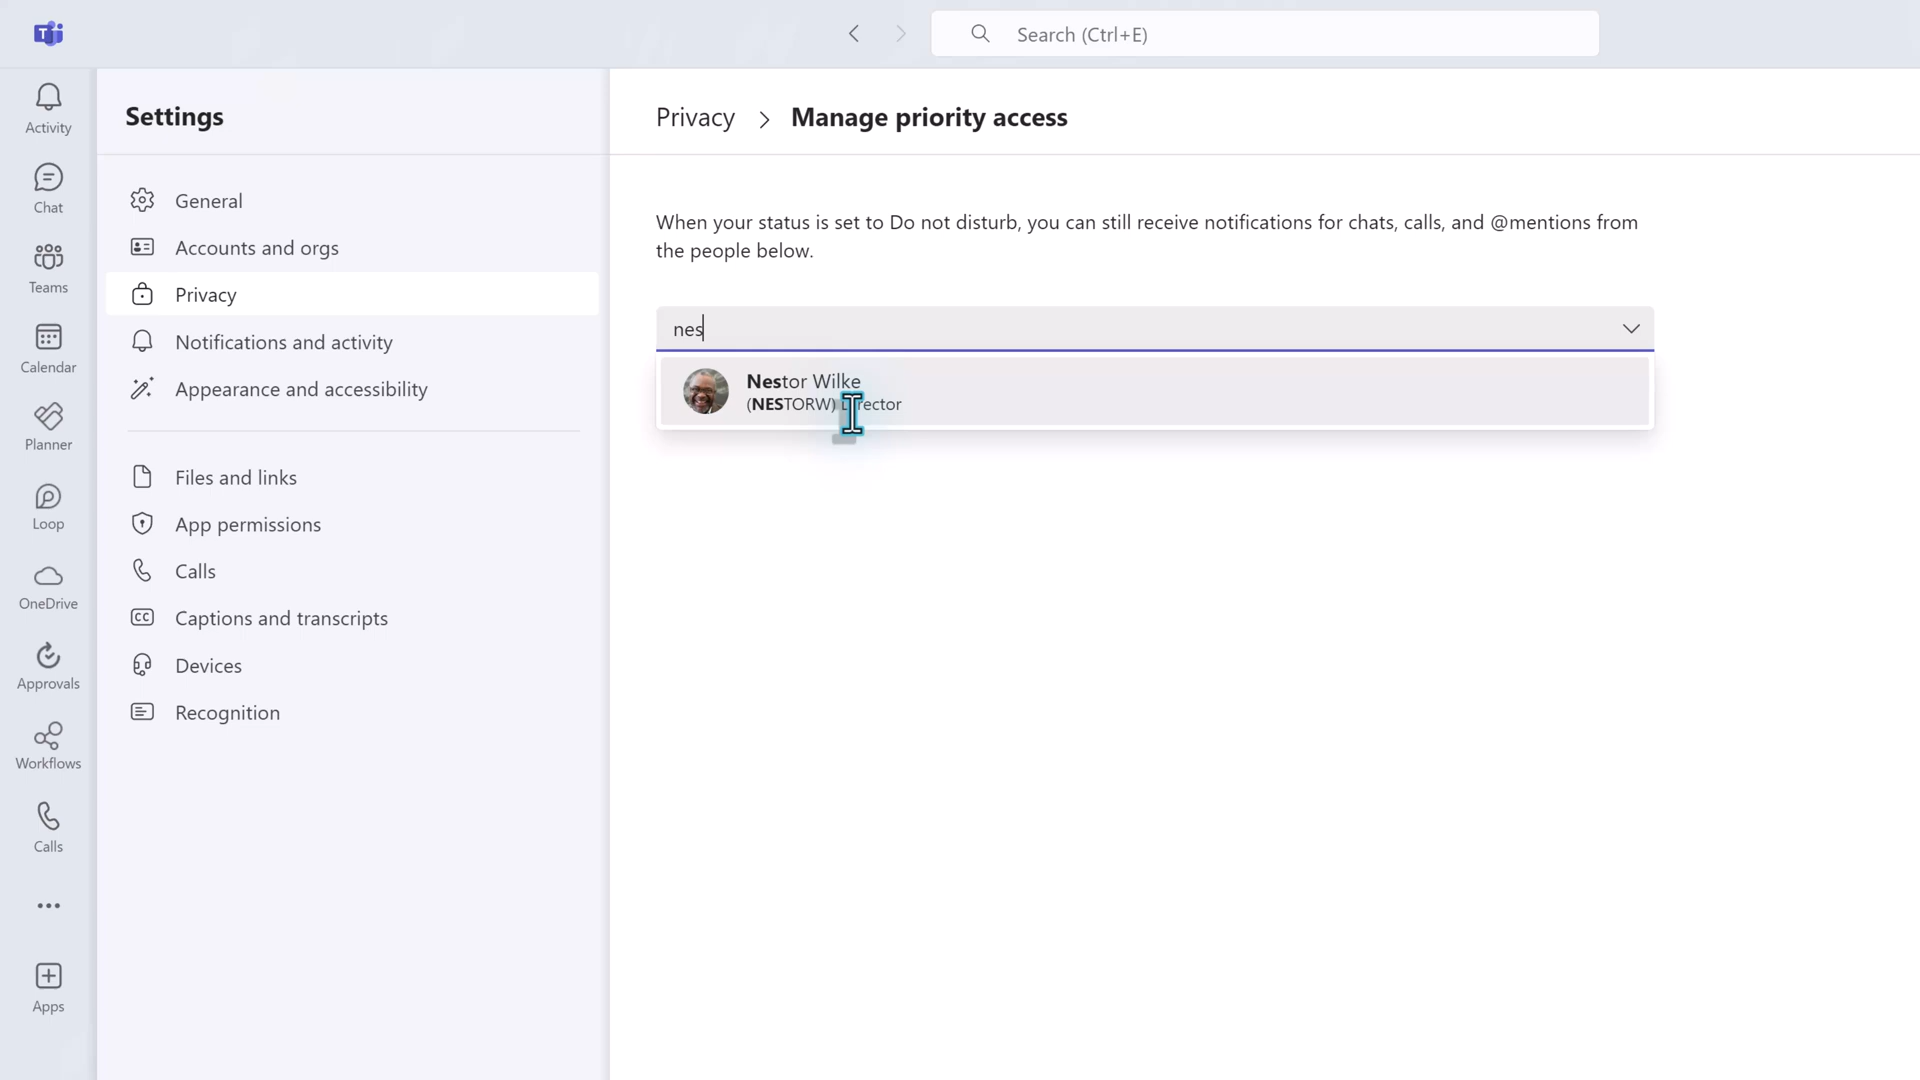 Search (Ctrl+E)
Activity
Chat
Teams
Calendar
Planner
Loop
OneDrive
Approvals
Workflows
Calls
Apps
Settings
General
Accounts and orgs
Privacy
Notifications and activity
Appearance and accessibility
Files and links
App permissions
Calls
Captions and transcripts
Devices
Recognition
Privacy > Manage priority access
When your status is set to Do not disturb, you can still receive notifications for chats, calls, and @mentions from
the people below.
nes
Nestor Wilke
(NESTORW) Director